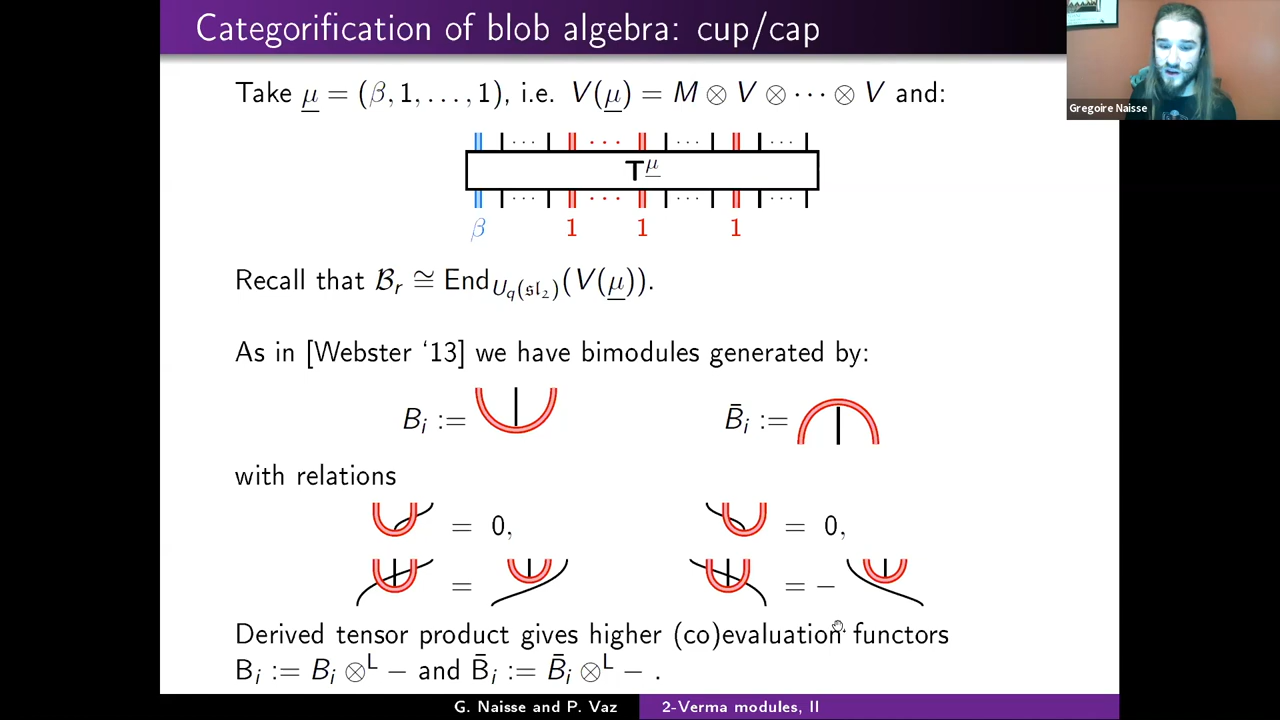 Categorification of blob algebra: cup/cap
Gregoire Naisse
Take μ = (β, 1, …, 1), i.e. V(μ) = M ⊗ V ⊗ ⋯ ⊗ V and:
⋯ ⋯ ⋯ ⋯
T^μ
⋯ ⋯ ⋯ ⋯
β 1 1 1
Recall that 𝓑_r ≅ End_{U_q(𝔰𝔩_2)}(V(μ)).
As in [Webster ‘13] we have bimodules generated by:
B_i := B̄_i :=
with relations
= 0, = 0,
= = −
Derived tensor product gives higher (co)evaluation functors
B_i := B_i ⊗^L − and B̄_i := B̄_i ⊗^L − .
G. Naisse and P. Vaz 2-Verma modules, II